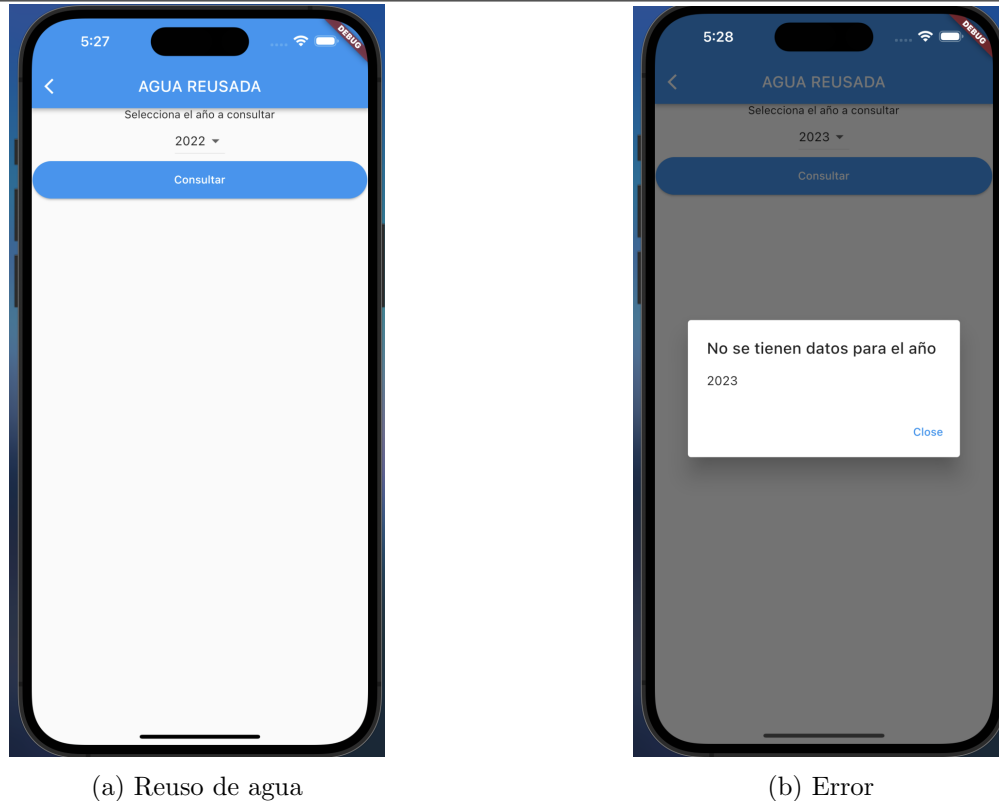 5:27
DEBUG
AGUA REUSADA
Selecciona el año a consultar
2022
Consultar
(a) Reuso de agua
5:28
DEBUG
AGUA REUSADA
Selecciona el año a consultar
2023
Consultar
No se tienen datos para el año
2023
Close
(b) Error